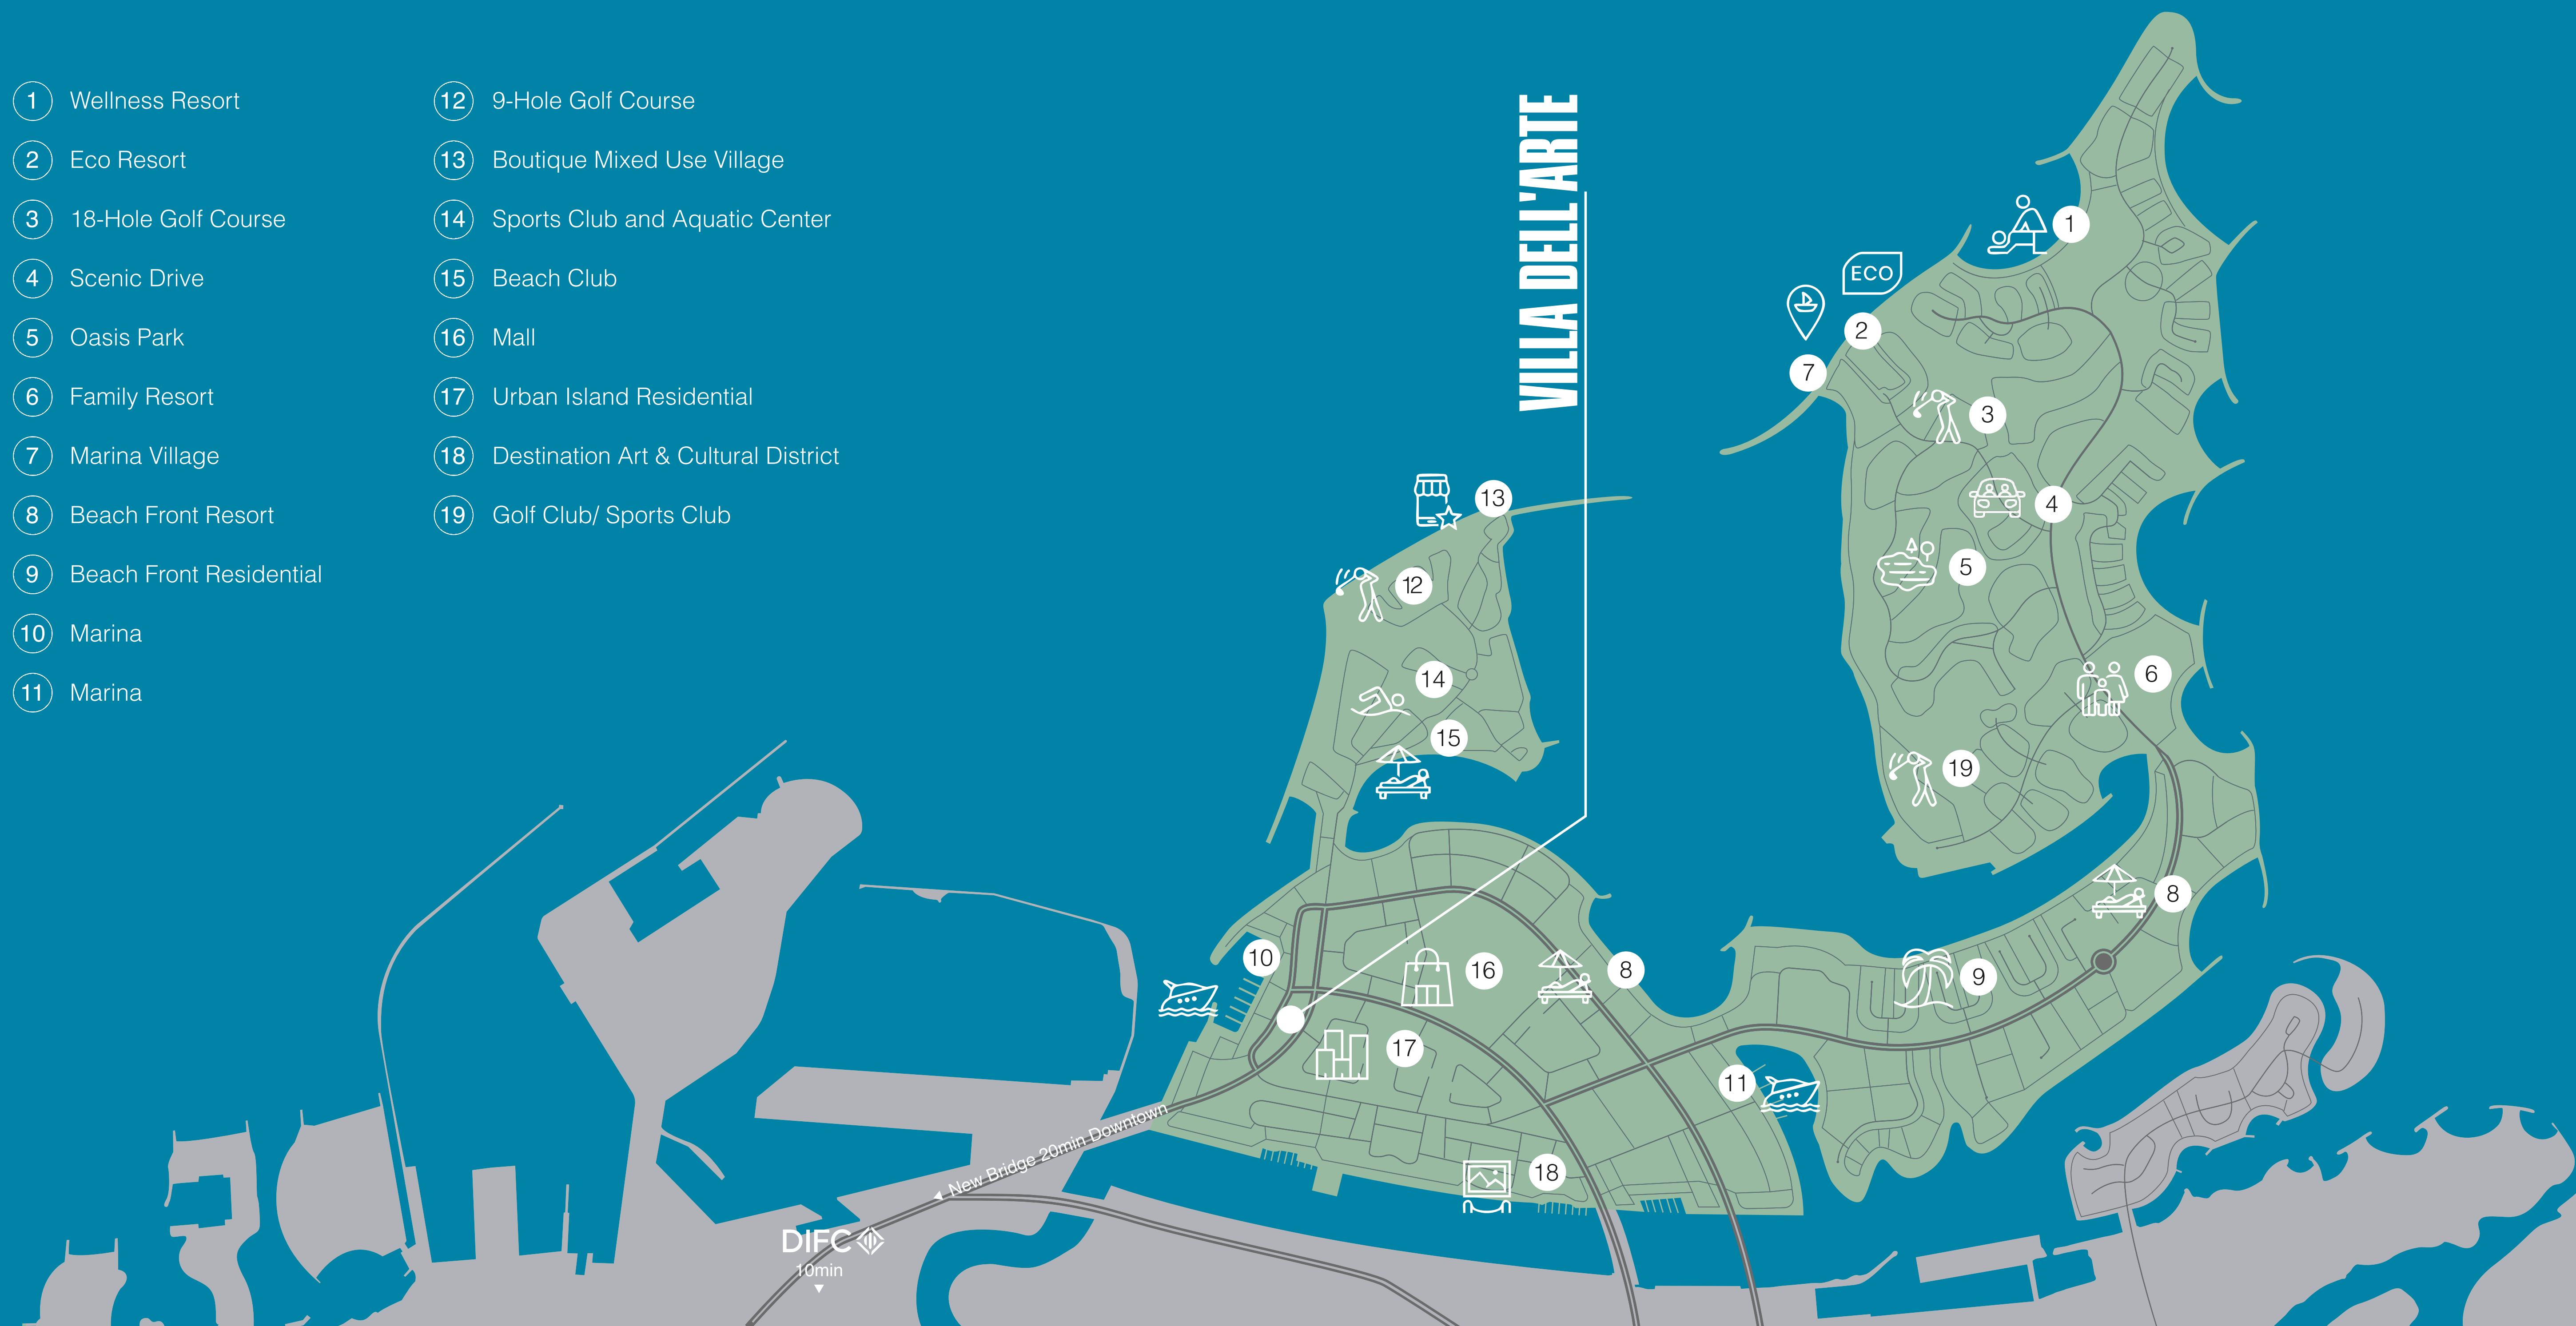 1 Wellness Resort
2 Eco Resort
3 18-Hole Golf Course
4 Scenic Drive
5 Oasis Park
6 Family Resort
7 Marina Village
8 Beach Front Resort
9 Beach Front Residential
10 Marina
11 Marina
12 9-Hole Golf Course
13 Boutique Mixed Use Village
14 Sports Club and Aquatic Center
15 Beach Club
16 Mall
17 Urban Island Residential
18 Destination Art & Cultural District
19 Golf Club/ Sports Club
VILLA DELL'ARTE
1
ECO
2
7
3
13
4
5
12
6
14
15
19
8
10
16
8
9
17
11
New Bridge 20min Downtown
18
DIFC
10min